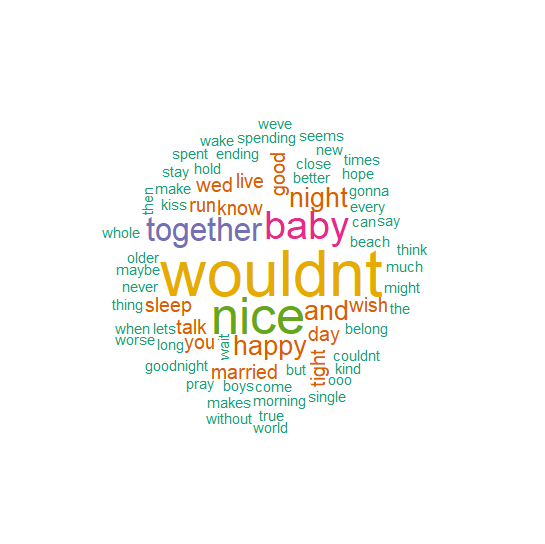 weve
wake spending seems
spent ending good close new times
stay hold better hope
then make wed live night gonna
kiss run know every
whole together baby can say
older wouldnt beach think
maybe much
never might
thing sleep nice and wish the
when lets talk day belong
worse long you wait happy couldnt
goodnight married but tight kind
pray boys come ooo
makes morning single
without true
world